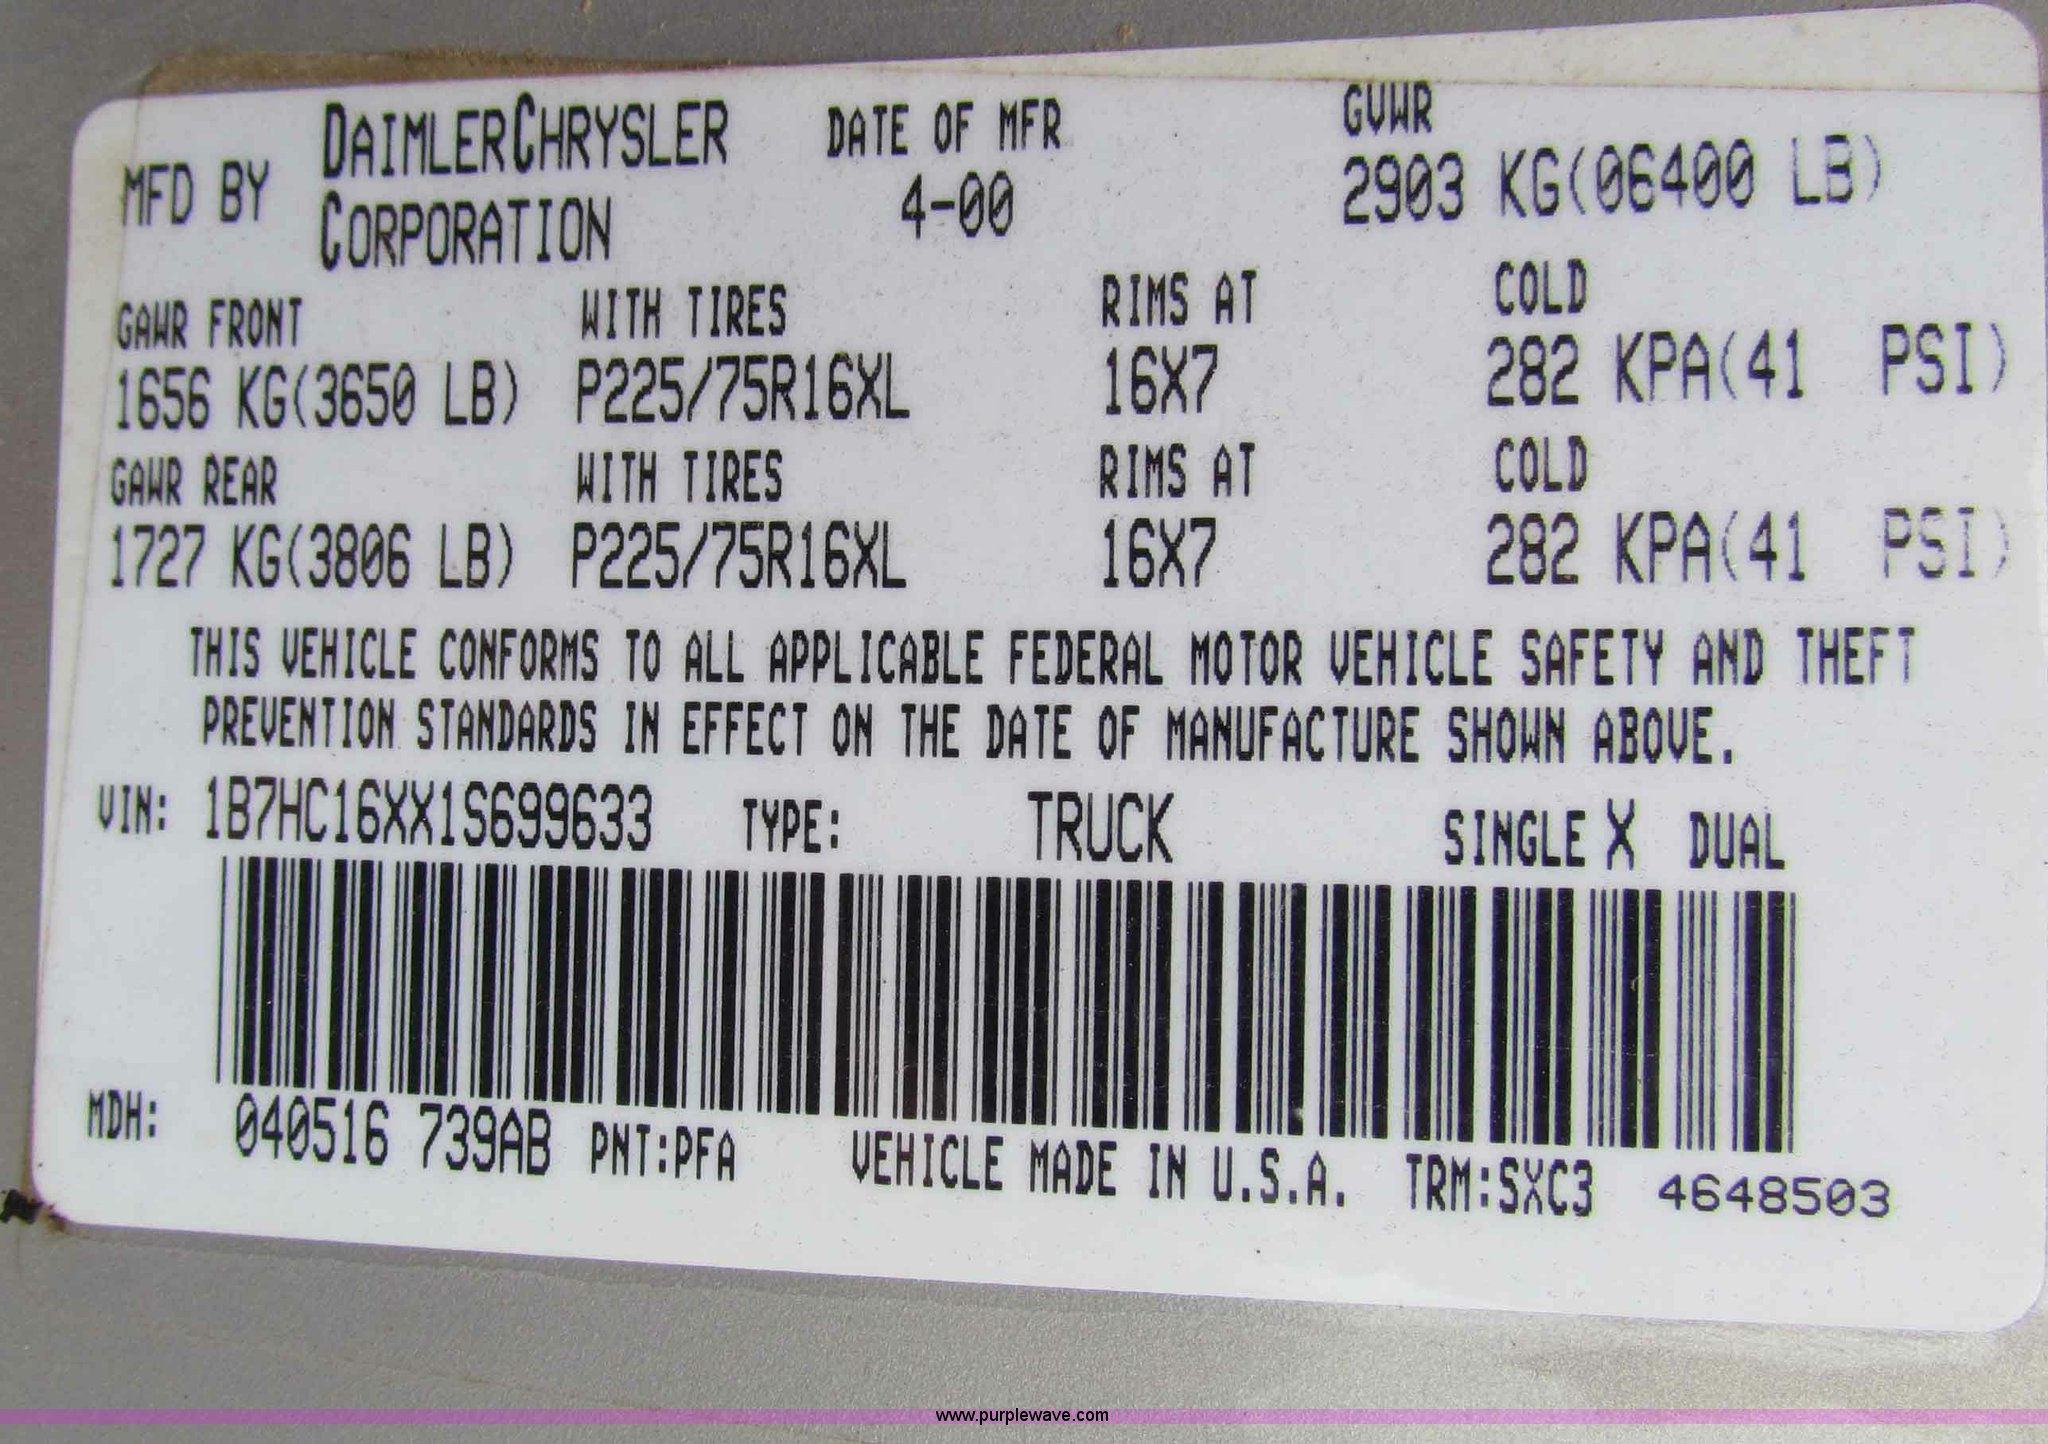 MFD BY DAIMLERCHRYSLER CORPORATION DATE OF MFR 4-00 GVWR 2903 KG(06400 LB)
GAWR FRONT WITH TIRES RIMS AT COLD
1656 KG(3650 LB) P225/75R16XL 16X7 282 KPA(41 PSI)
GAWR REAR WITH TIRES RIMS AT COLD
1727 KG(3806 LB) P225/75R16XL 16X7 282 KPA(41 PSI)
THIS VEHICLE CONFORMS TO ALL APPLICABLE FEDERAL MOTOR VEHICLE SAFETY AND THEFT
PREVENTION STANDARDS IN EFFECT ON THE DATE OF MANUFACTURE SHOWN ABOVE.
VIN: 1B7HC16XX1S699633 TYPE: TRUCK SINGLE X DUAL
MDH: 040516 739AB PNT:PFA VEHICLE MADE IN U.S.A. TRM:SXC3 4648503
www.purplewave.com